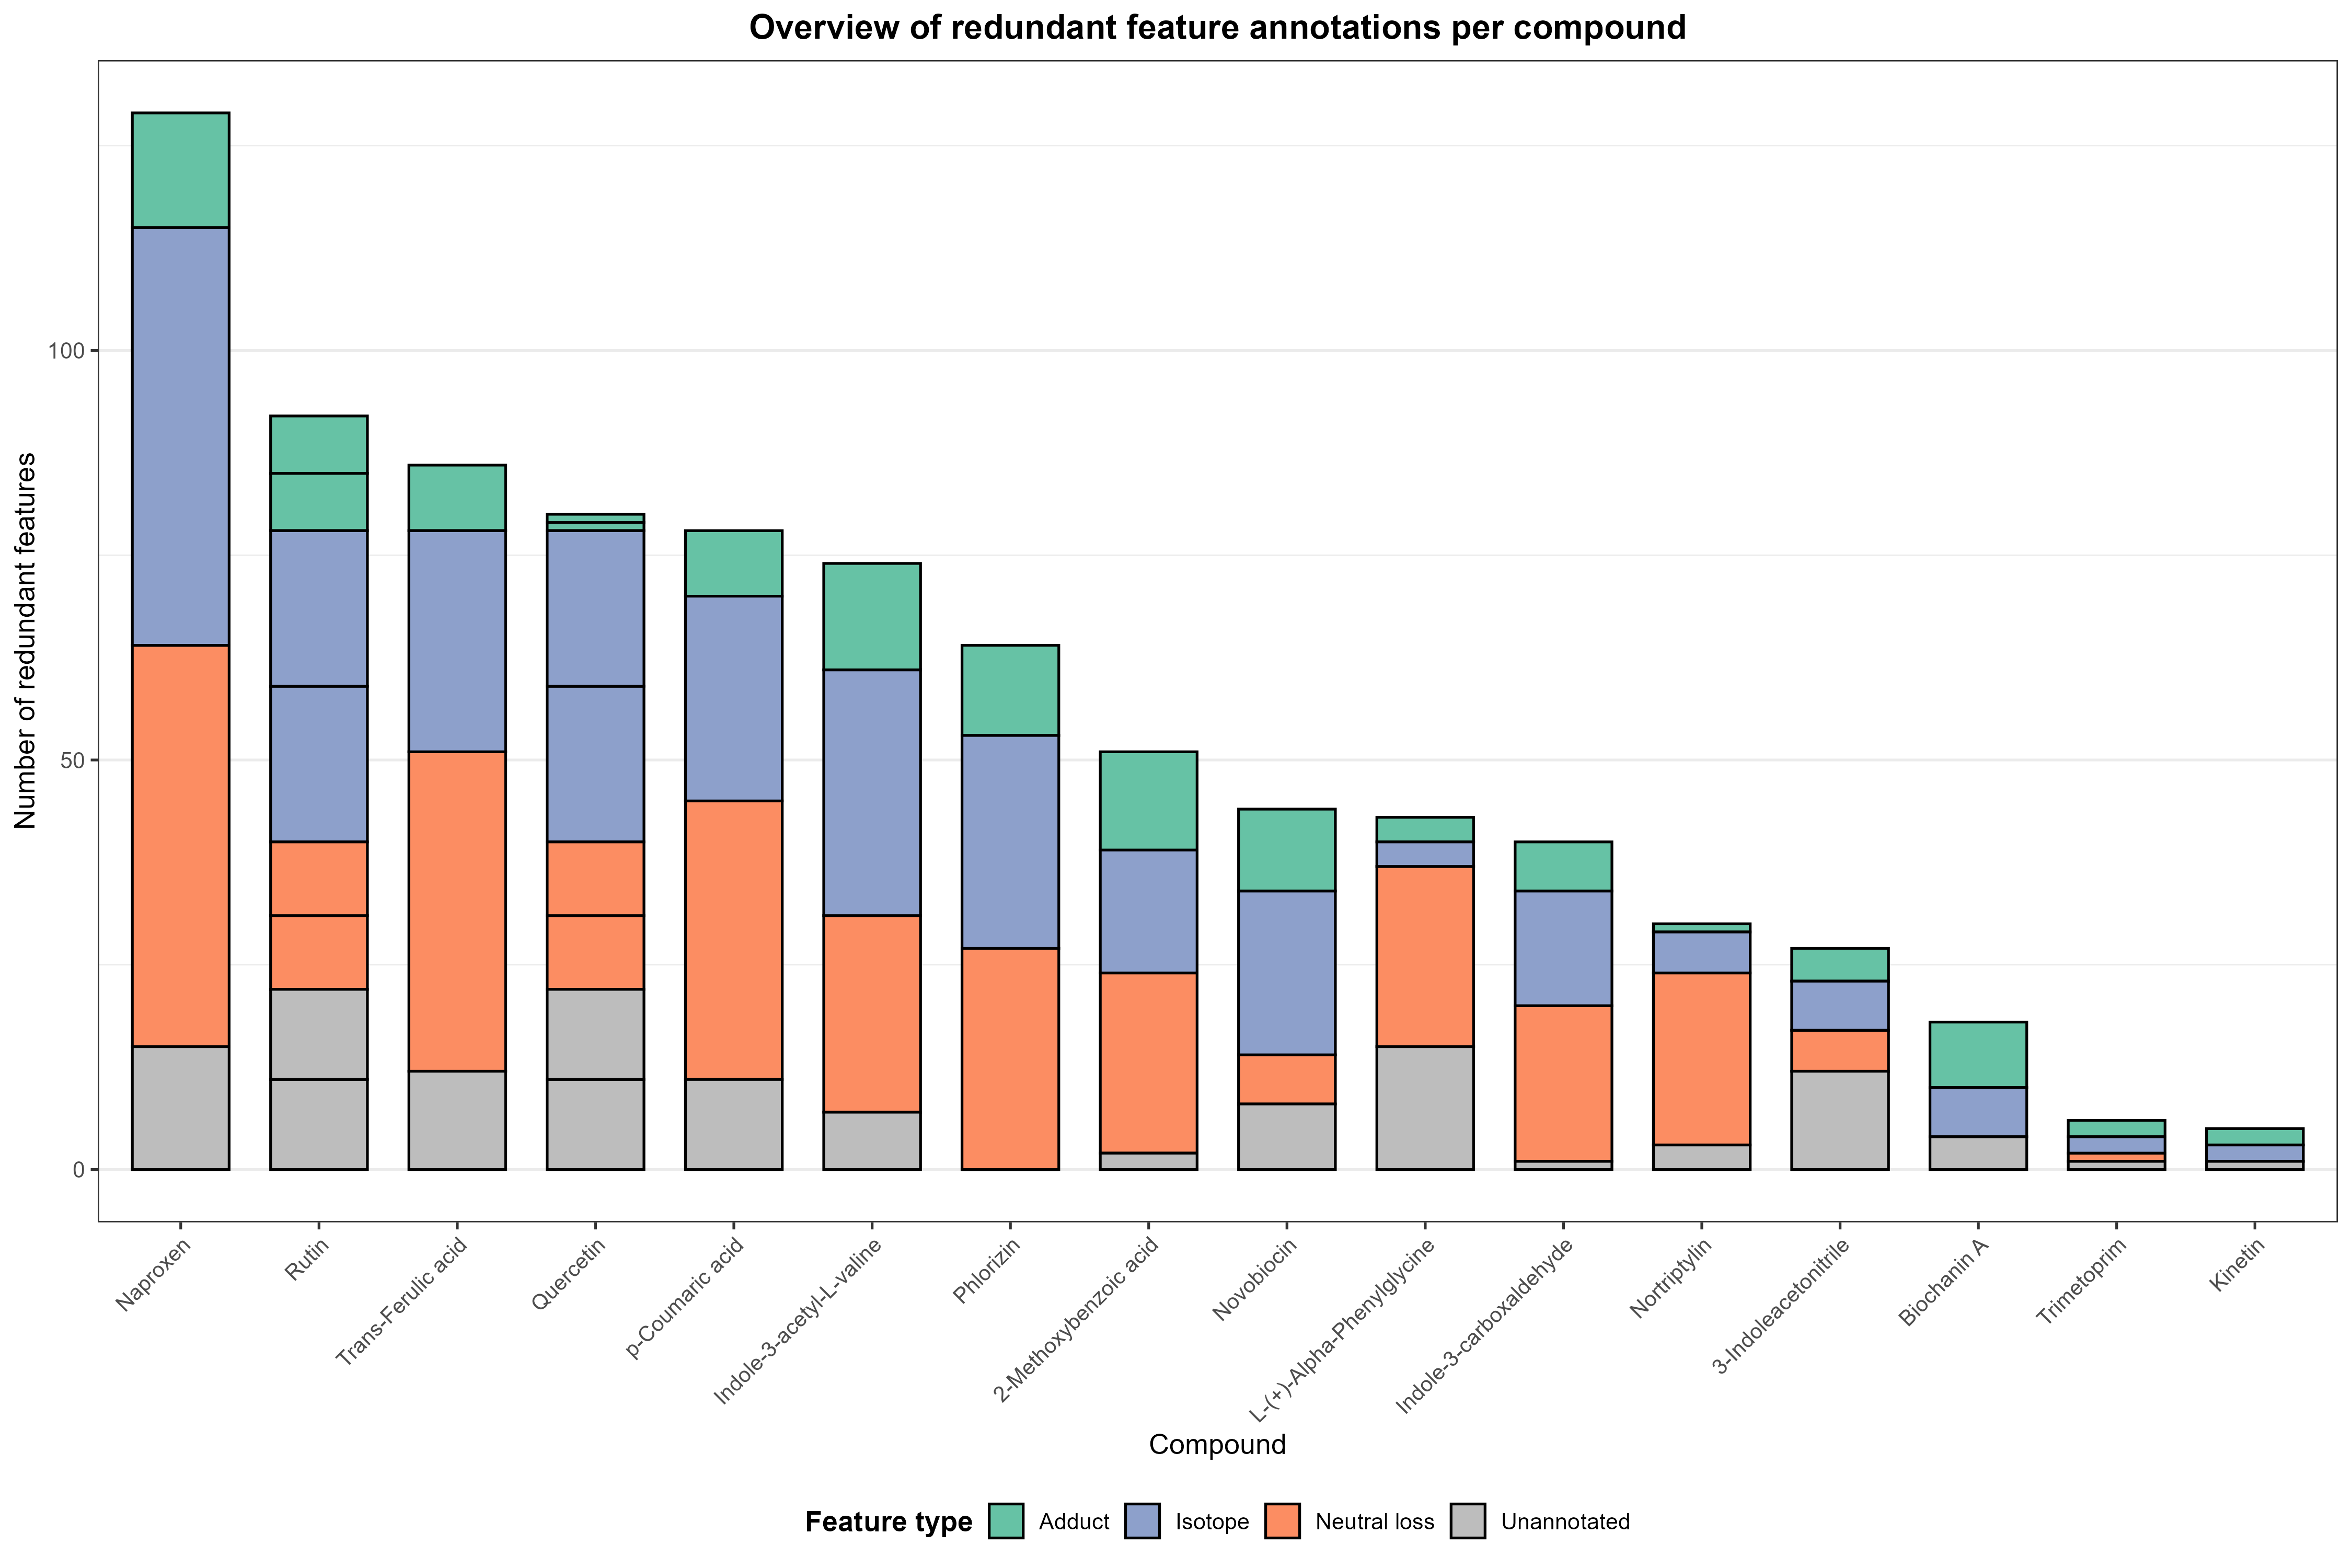 Overview of redundant feature annotations per compound
Number of redundant features
100
50
0
Naproxen
Rutin
Trans-Ferulic acid
Quercetin
p-Coumaric acid
Indole-3-acetyl-L-valine
Phlorizin
2-Methoxybenzoic acid
Novobiocin
L-(+)-Alpha-Phenylglycine
Indole-3-carboxaldehyde
Nortriptylin
3-Indoleacetonitrile
Biochanin A
Trimetoprim
Kinetin
Compound
Feature type Adduct Isotope Neutral loss Unannotated